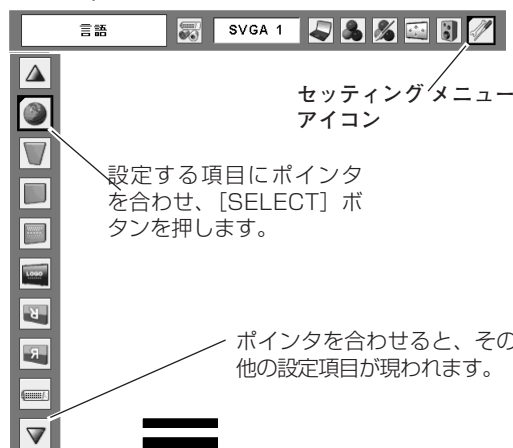 言語
SVGA 1
セッティングメニュー
アイコン
設定する項目にポインタ
を合わせ、［SELECT］ボ
タンを押します。
LOGO
R
R
ポインタを合わせると、その
他の設定項目が現われます。